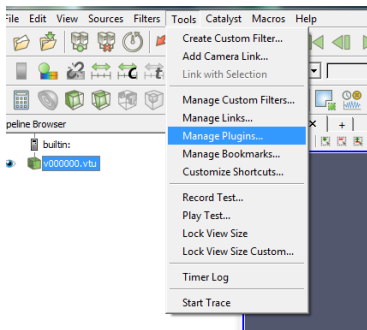 File Edit View Sources Filters Tools Catalyst Macros Help
Create Custom Filter...
Add Camera Link...
Link with Selection
Manage Custom Filters...
Manage Links...
Manage Plugins...
Manage Bookmarks...
Customize Shortcuts...
Record Test...
Play Test...
Lock View Size
Lock View Size Custom...
Timer Log
Start Trace
peline Browser
builtin:
v000000.vtu